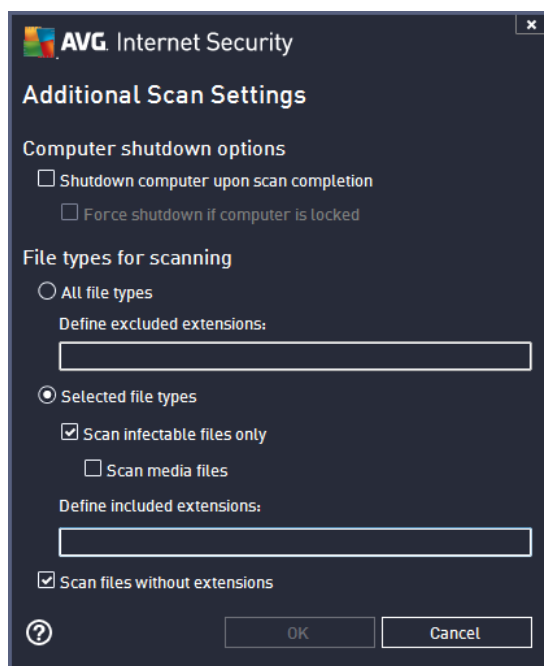 AVG. Internet Security
Additional Scan Settings
Computer shutdown options
Shutdown computer upon scan completion
Force shutdown if computer is locked
File types for scanning
All file types
Define excluded extensions:
Selected file types
Scan infectable files only
Scan media files
Define included extensions:
Scan files without extensions
OK
Cancel